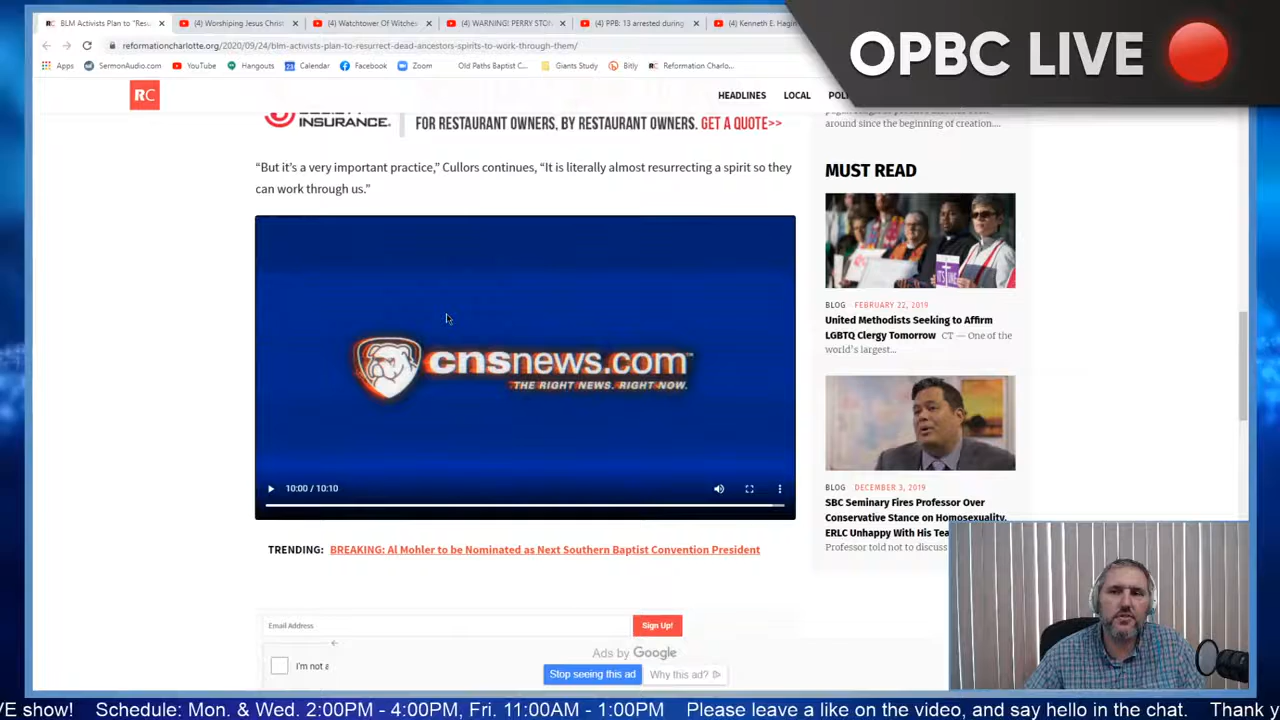 BLM Activists Plan to "Resu
(4) Worshiping Jesus Christ
(4) Watchtower Of Witches
(4) WARNING! PERRY STON
(4) PPB: 13 arrested during
(4) Kenneth E. Hagin
OPBC LIVE
reformationcharlotte.org/2020/09/24/blm-activists-plan-to-resurrect-dead-ancestors-spirits-to-work-through-them/
Apps
SermonAudio.com
YouTube
Hangouts
Calendar
Facebook
Zoom
Old Paths Baptist C...
Giants Study
Bitly
Reformation Charlo...
RC
HEADLINES
LOCAL
INSURANCE.
FOR RESTAURANT OWNERS, BY RESTAURANT OWNERS. GET A QUOTE>>
around since the beginning of creation....
“But it’s a very important practice,” Cullors continues, “It is literally almost resurrecting a spirit so they
can work through us.”
MUST READ
BLOG FEBRUARY 22, 2019
United Methodists Seeking to Affirm
LGBTQ Clergy Tomorrow CT — One of the
world’s largest...
cnsnews.com
THE RIGHT NEWS. RIGHT NOW.
10:00 / 10:10
BLOG DECEMBER 3, 2019
SBC Seminary Fires Professor Over
Conservative Stance on Homosexuality,
ERLC Unhappy With His
Professor told not to discuss
TRENDING: BREAKING: Al Mohler to be Nominated as Next Southern Baptist Convention President
Email Address
Sign Up!
I'm not a
Ads by Google
Stop seeing this ad
Why this ad?
VE show! Schedule: Mon. & Wed. 2:00PM - 4:00PM, Fri. 11:00AM - 1:00PM Please leave a like on the video, and say hello in the chat. Thank